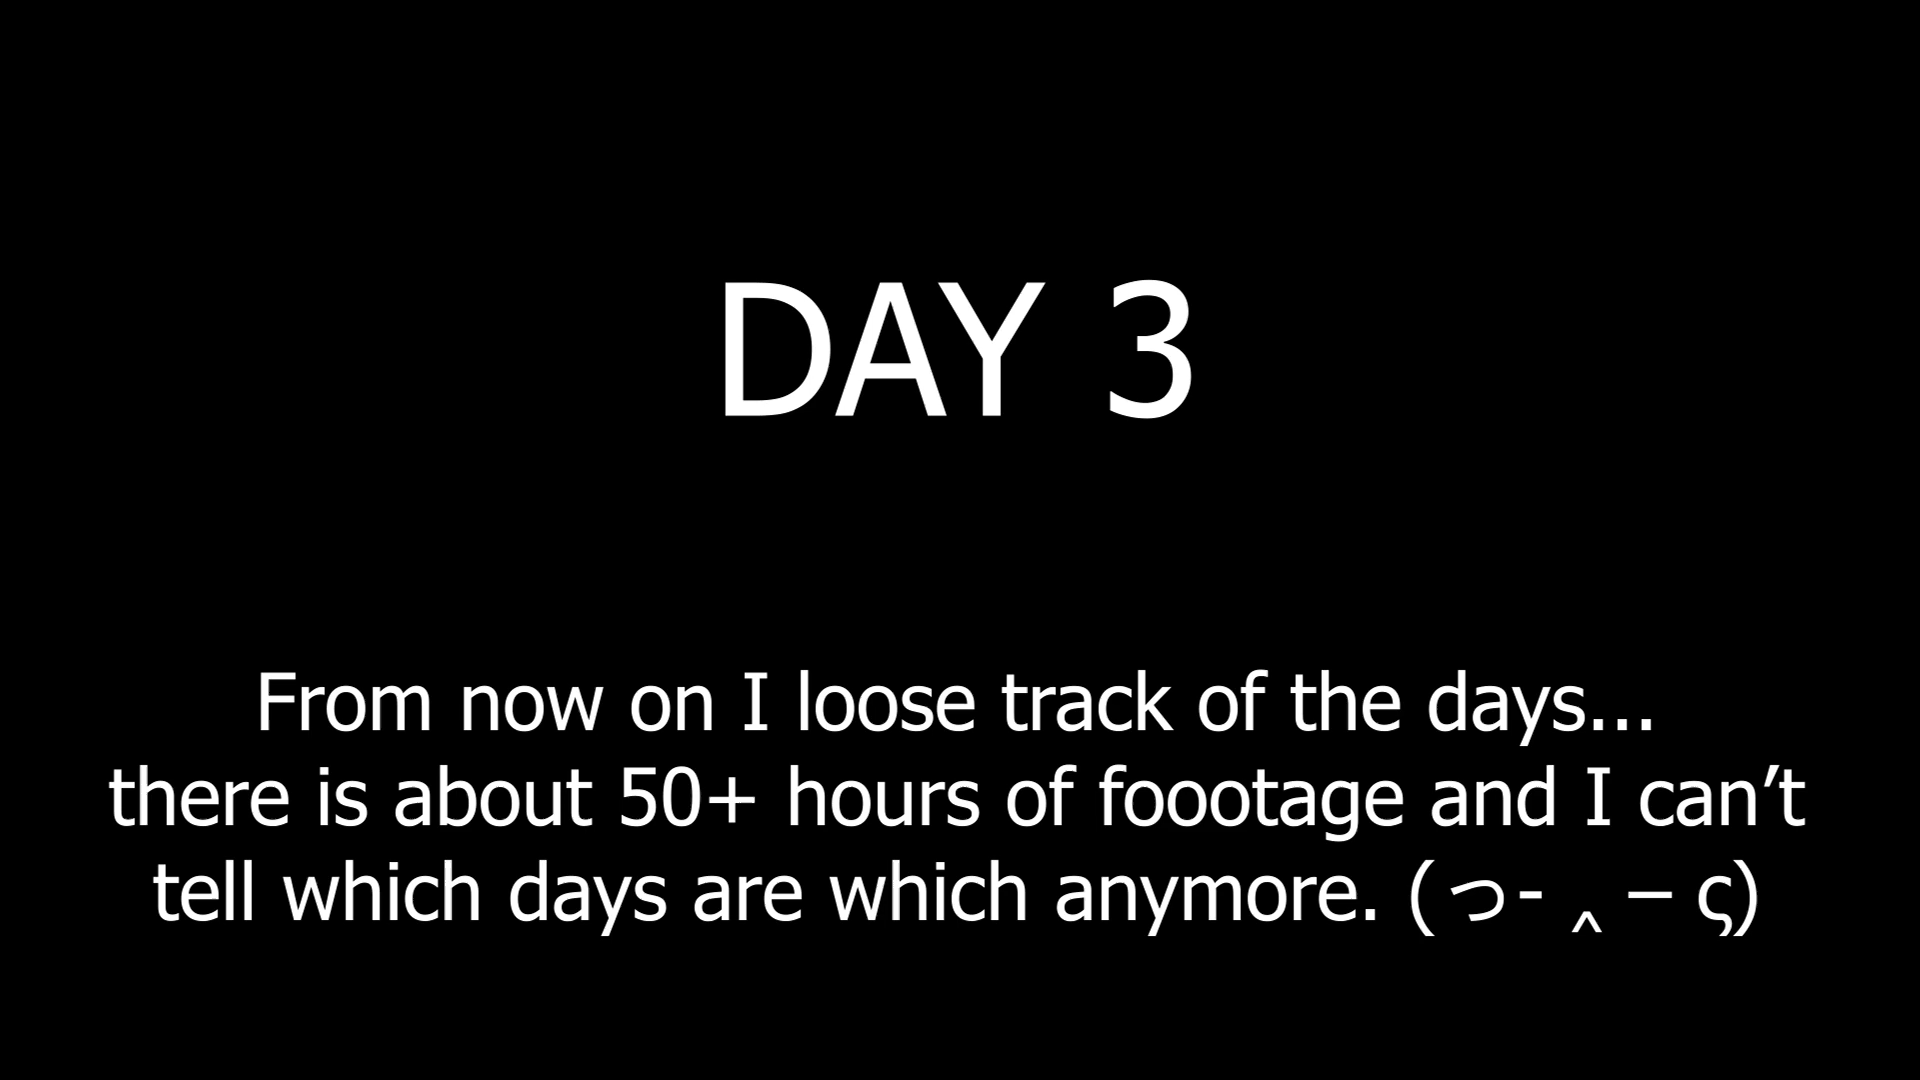 DAY 3
From now on I loose track of the days...
there is about 50+ hours of foootage and I can’t
tell which days are which anymore. (っ- ‸ – ς)